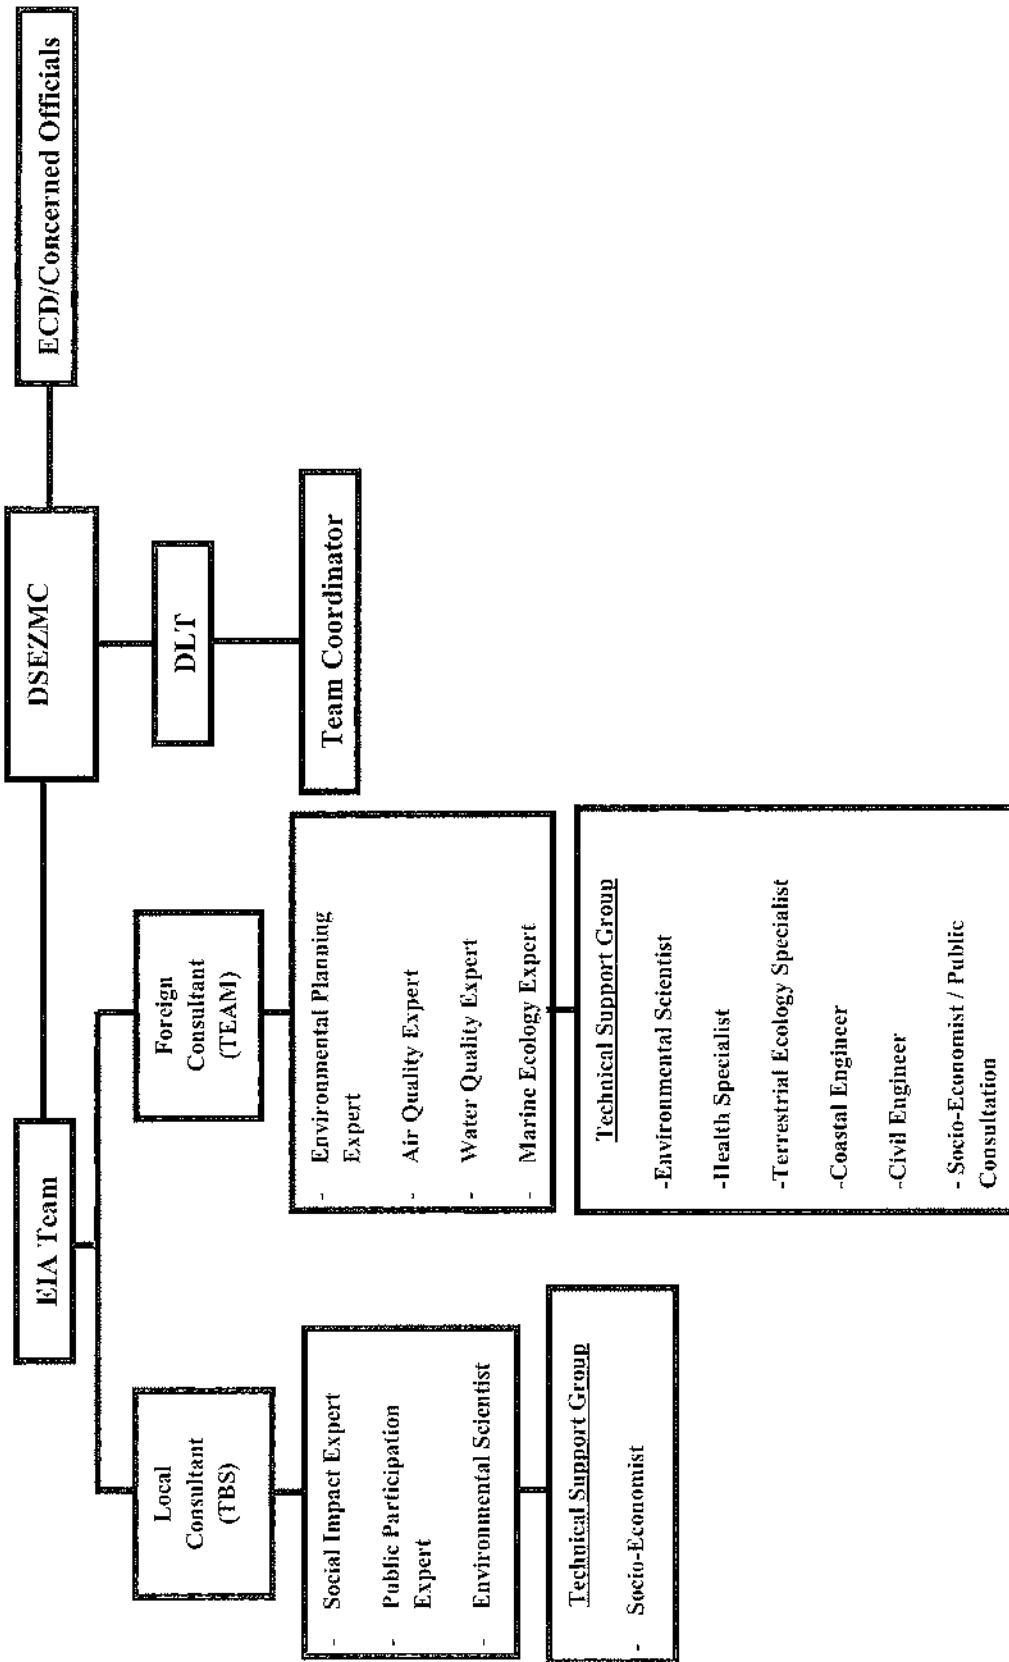 EIA Team
DSEZMC
ECD/Concerned Officials
Local
Consultant
(TBS)
Foreign
Consultant
(TEAM)
DLT
Team Coordinator
- Social Impact Expert
- Public Participation
Expert
- Environmental Scientist
Technical Support Group
- Socio-Economist
- Environmental Planning
Expert
- Air Quality Expert
- Water Quality Expert
- Marine Ecology Expert
Technical Support Group
-Environmental Scientist
-Health Specialist
-Terrestrial Ecology Specialist
-Coastal Engineer
-Civil Engineer
- Socio-Economist / Public
Consultation